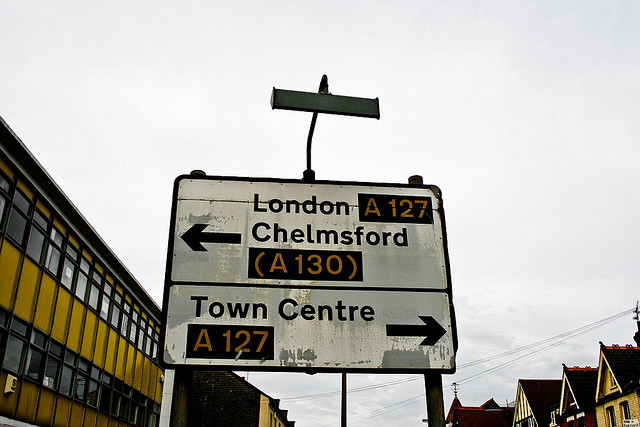 London A 127
Chelmsford
(A 130)
Town Centre
A 127